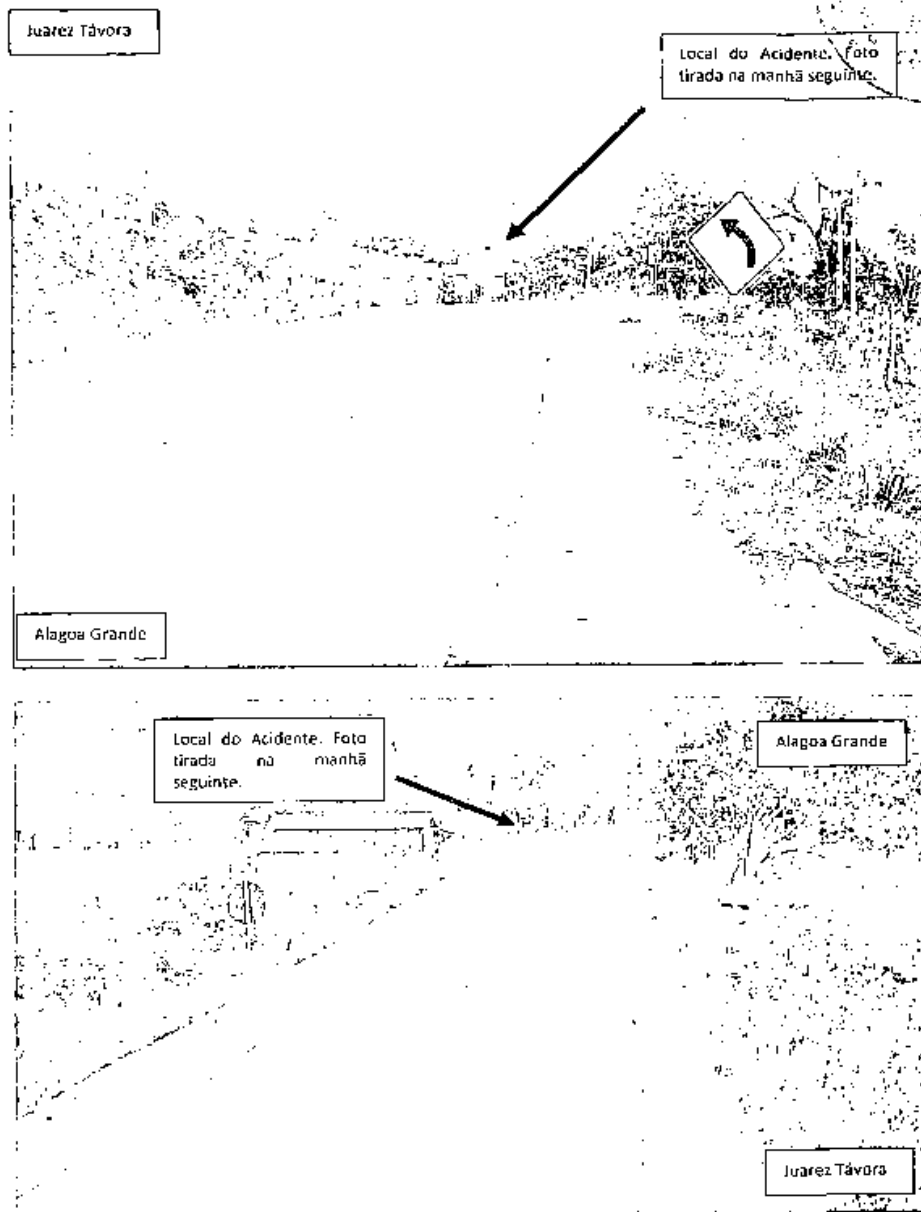 Juarez Távora
Local do Acidente. Foto
tirada na manhã seguinte.
Alagoa Grande
Local do Acidente. Foto
tirada na manhã
seguinte.
Alagoa Grande
Juarez Távora